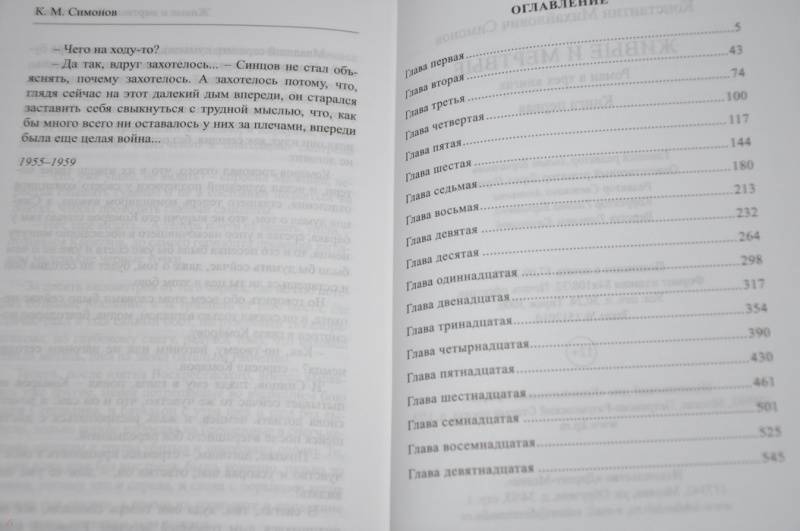 К. М. Симонов
– Чего на ходу-то?
– Да так, вдруг захотелось... – Синцов не стал объ-
яснять, почему захотелось. А захотелось потому, что,
глядя сейчас на этот далекий дым впереди, он старался
заставить себя свыкнуться с трудной мыслью, что, как
бы много всего ни оставалось у них за плечами, впереди
была еще целая война...
1955–1959
ОГЛАВЛЕНИЕ
Глава первая 5
Глава вторая 43
Глава третья 74
Глава четвертая 100
Глава пятая 117
Глава шестая 144
Глава седьмая 180
Глава восьмая 213
Глава девятая 232
Глава десятая 264
Глава одиннадцатая 298
Глава двенадцатая 317
Глава тринадцатая 354
Глава четырнадцатая 390
Глава пятнадцатая 430
Глава шестнадцатая 461
Глава семнадцатая 501
Глава восемнадцатая 525
Глава девятнадцатая 545